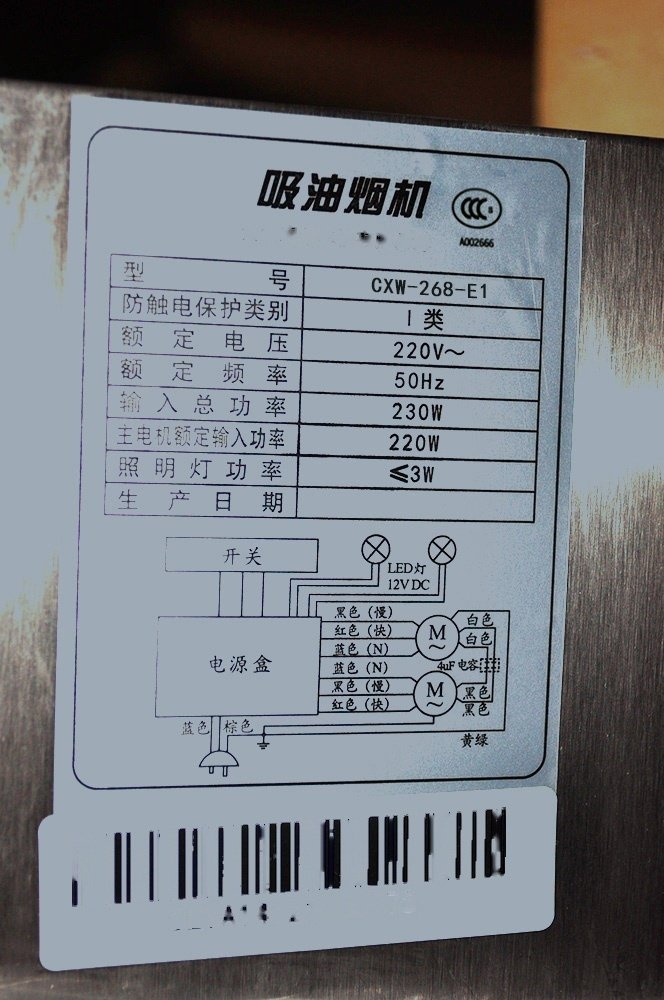 吸油烟机
CCC S
A002666
型号 CXW-268-E1
防触电保护类别 I 类
额定电压 220V～
额定频率 50Hz
输入总功率 230W
主电机额定输入功率 220W
照明灯功率 ≤3W
生产日期
开关
LED灯
12V DC
电源盒
黑色（慢）
红色（快）
蓝色（N）
蓝色（N）
黑色（慢）
红色（快）
M
~
M
~
白色
白色
4uF 电容
黑色
黑色
蓝色 棕色
黄绿